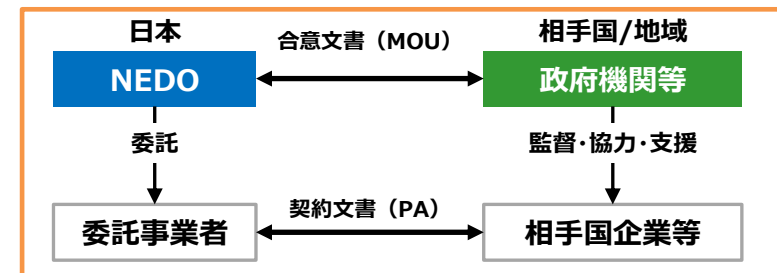 日本
相手国/地域
合意文書（MOU）
NEDO
政府機関等
委託
監督・協力・支援
契約文書（PA）
委託事業者
相手国企業等